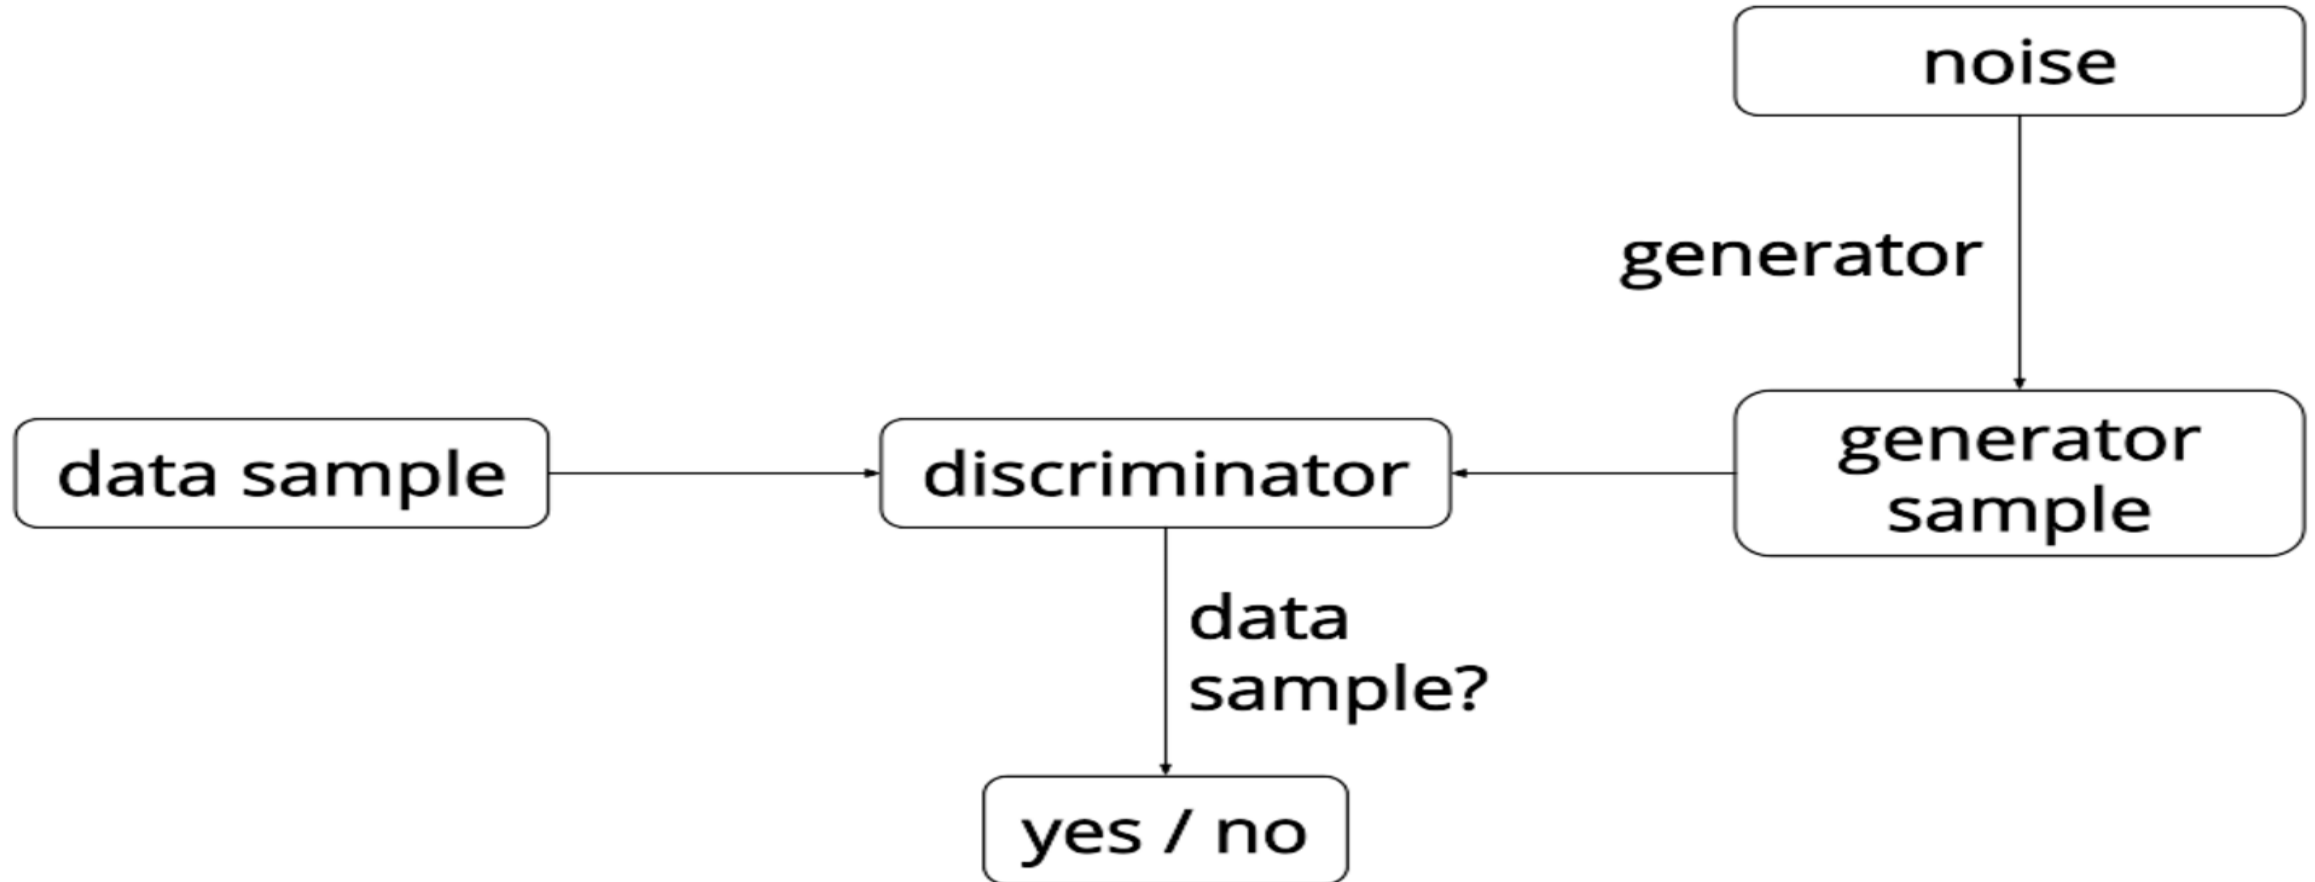 noise
generator
data sample
discriminator
generator
sample
data
sample?
yes / no